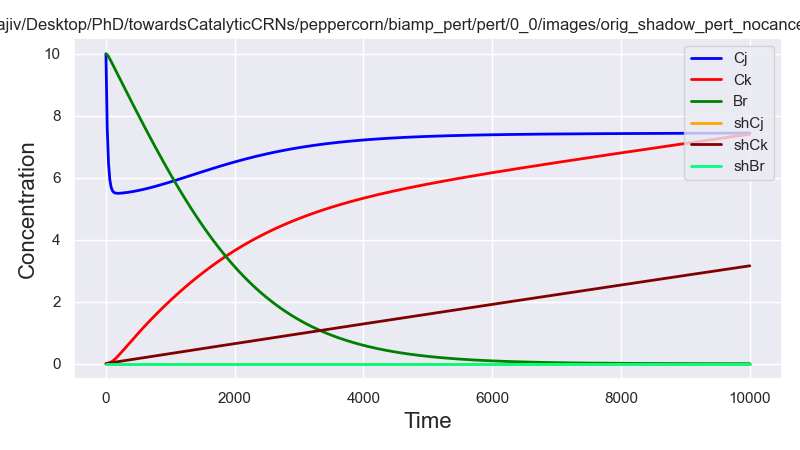 ajiv/Desktop/PhD/towardsCatalyticCRNs/peppercorn/biamp_pert/pert/0_0/images/orig_shadow_pert_nocance
Concentration
10
8
6
4
2
0
Cj
Ck
Br
shCj
shCk
shBr
0
2000
4000
6000
8000
10000
Time